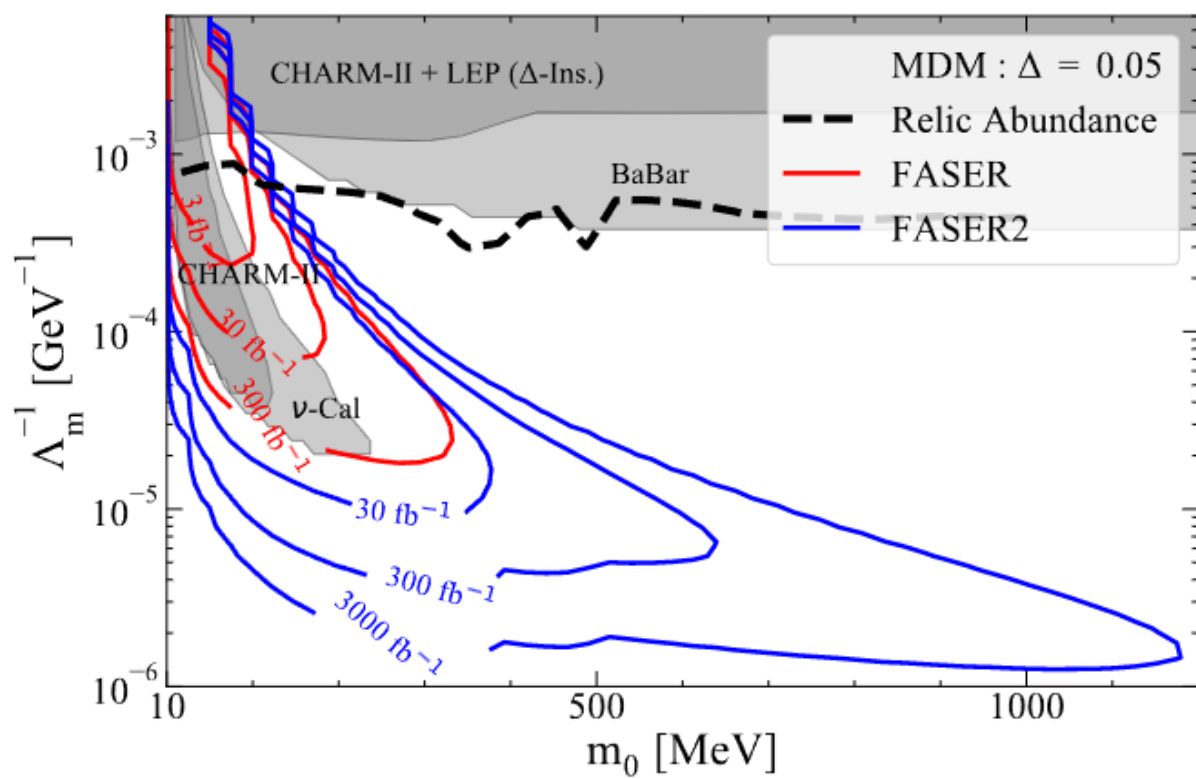 CHARM-II + LEP (Δ-Ins.)
MDM : Δ = 0.05
Relic Abundance
FASER
FASER2
BaBar
3 fb⁻¹
CHARM-II
30 fb⁻¹
300 fb⁻¹
ν-Cal
30 fb⁻¹
300 fb⁻¹
3000 fb⁻¹
10⁻³
10⁻⁴
10⁻⁵
10⁻⁶
Λₘ⁻¹ [GeV⁻¹]
10
500
1000
m₀ [MeV]